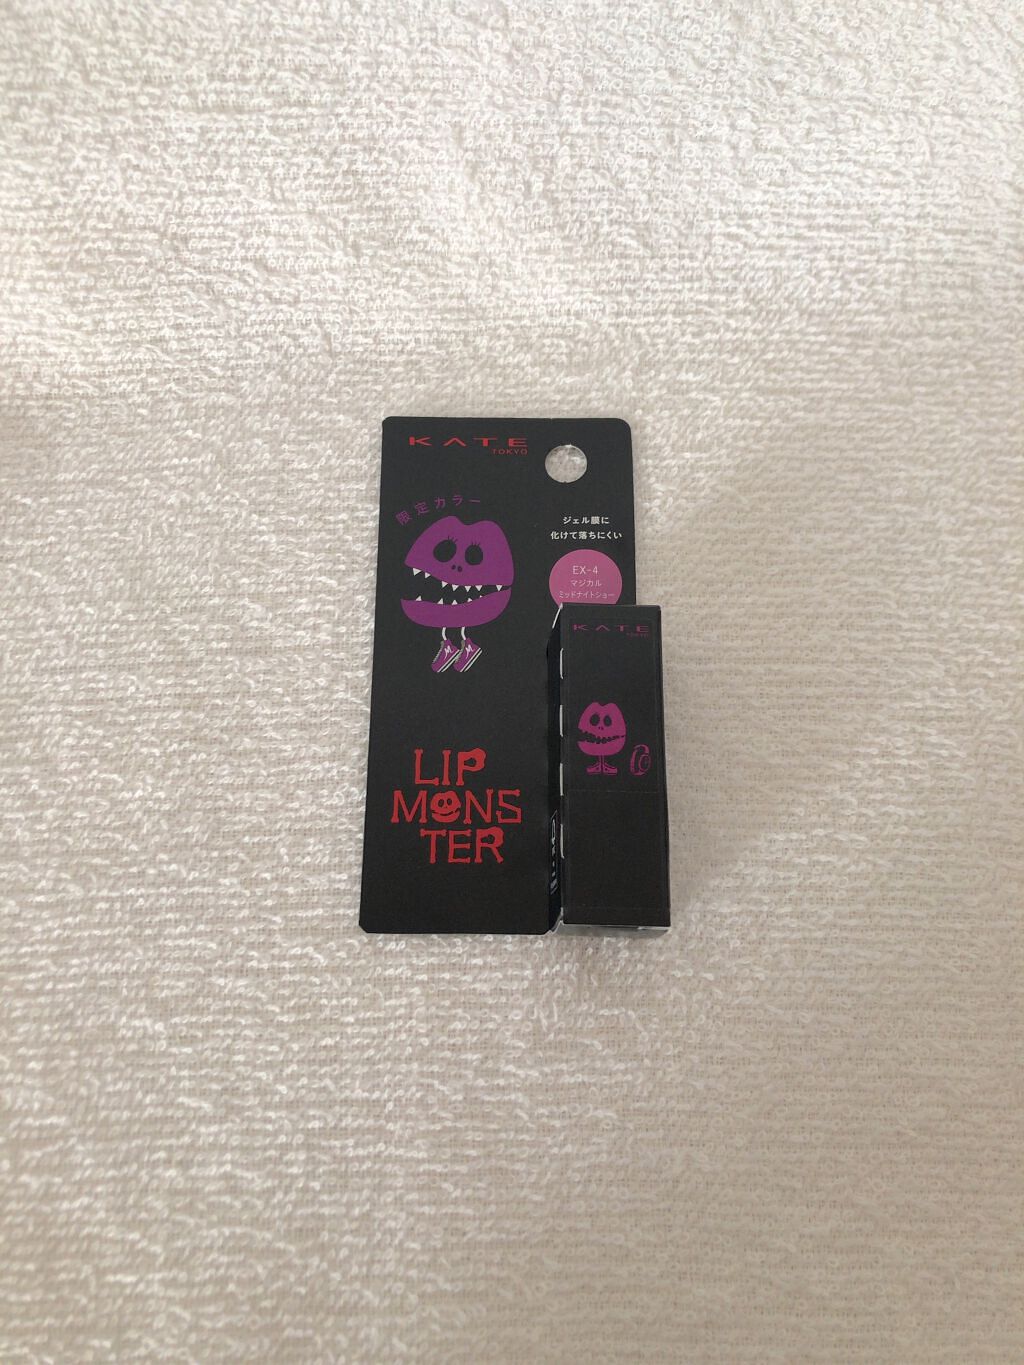 KATE
TOKYO
限定カラー
ジェル膜に
化けて落ちにくい
EX-4
マジカル
ミッドナイトショー
KATE
TOKYO
LIP
MONS
TER